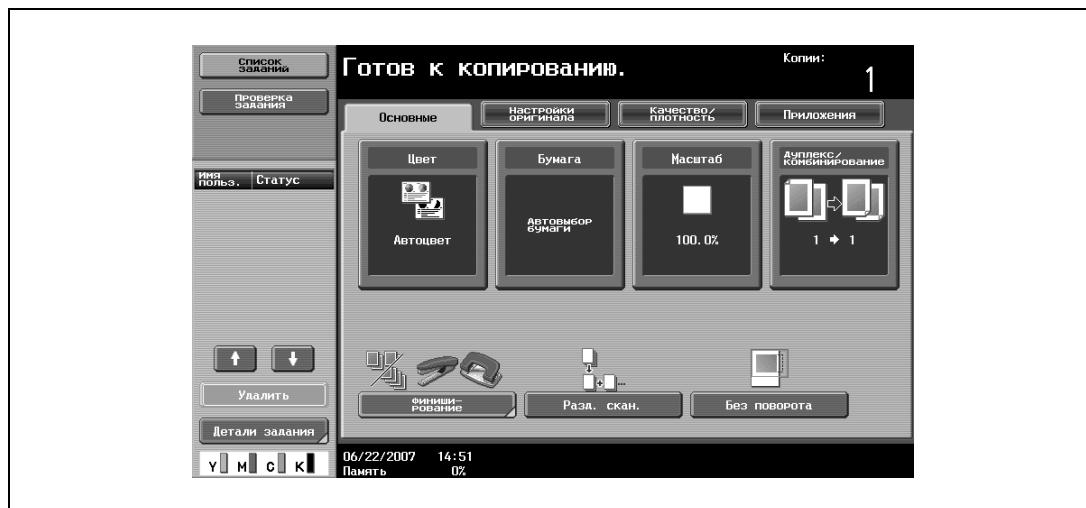 Список
заданий
Проверка
задания
Имя
польз.
Статус
Удалить
Детали задания
Y M C K
Готов к копированию.
Копии:
1
Основные
Настройки
оригинала
Качество/
плотность
Приложения
Цвет
Автоцвет
Бумага
Автовыбор
бумаги
Масштаб
100.0%
Дуплекс/
комбинирование
1 → 1
Финиши-
рование
Разд. скан.
Без поворота
06/22/2007 14:51
Память 0%